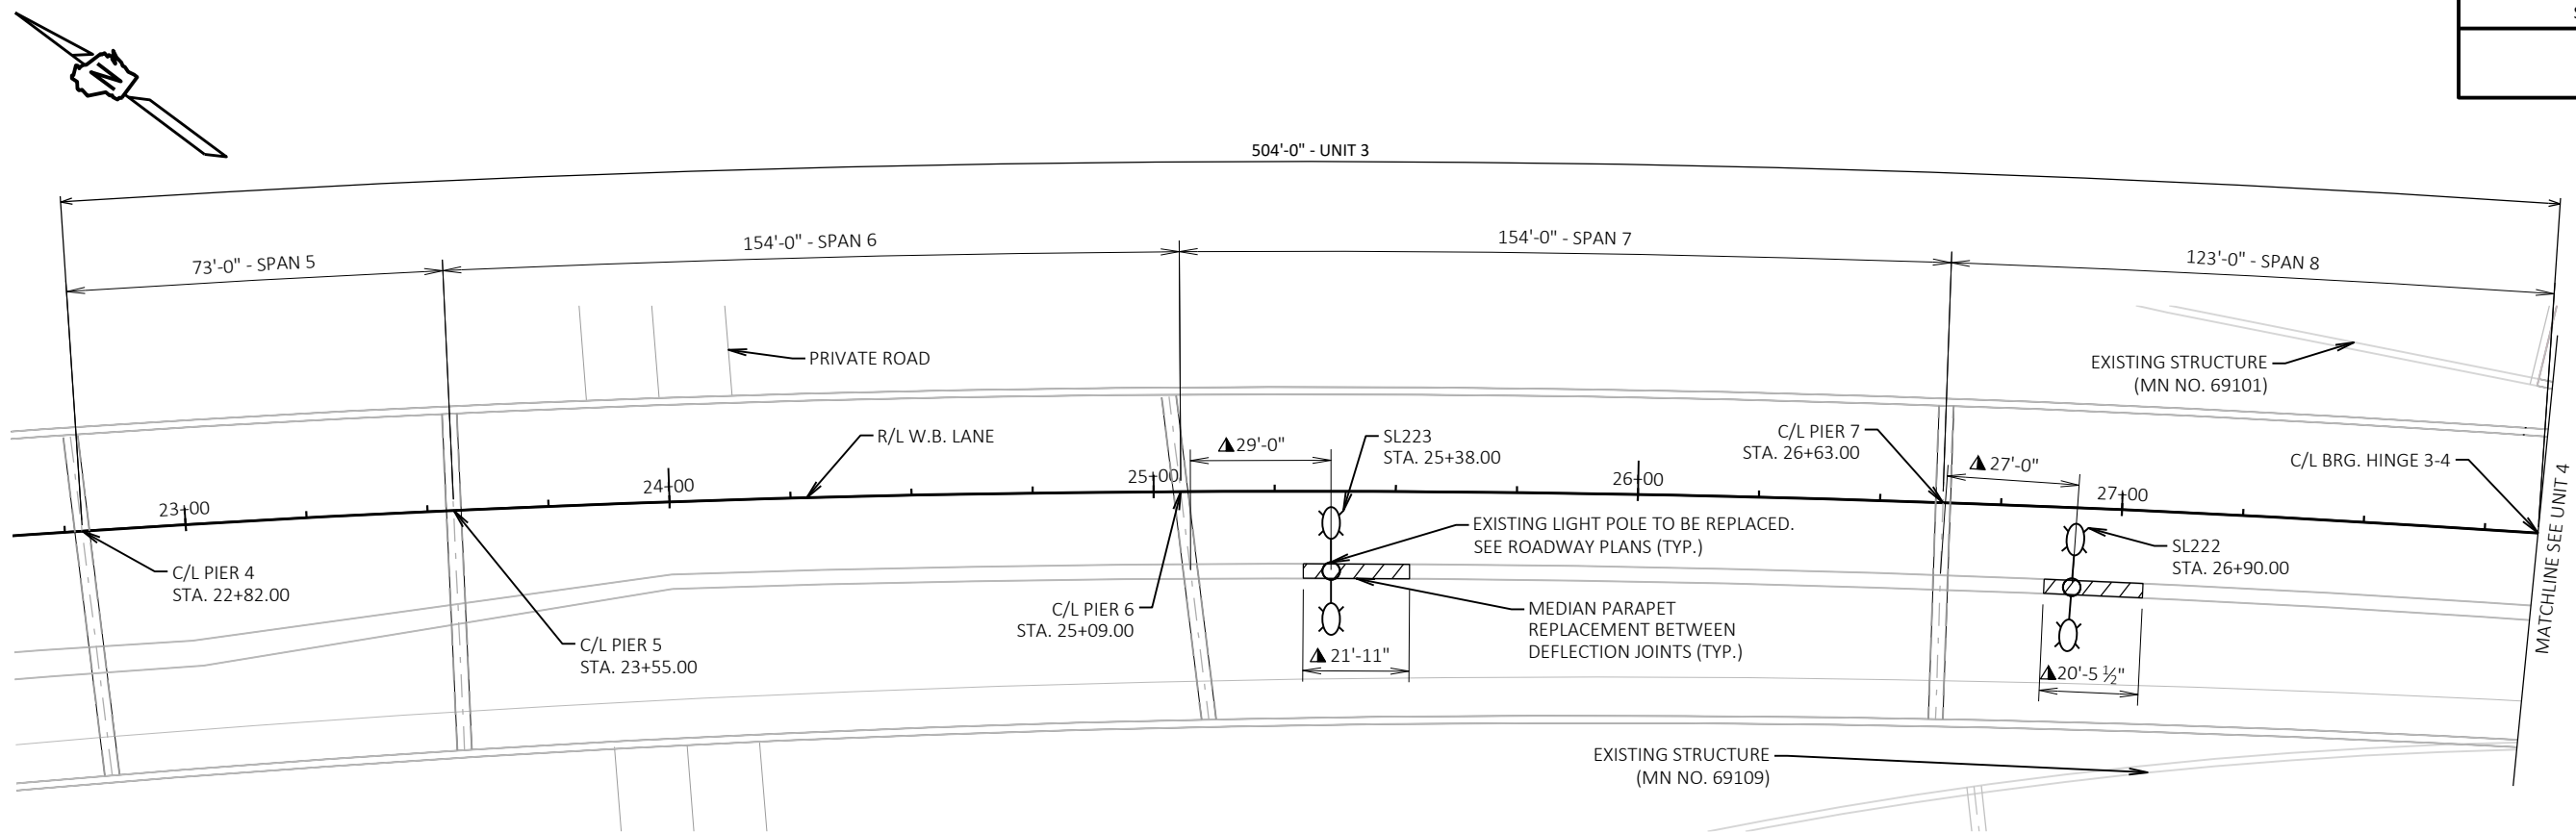 N
504'-0" - UNIT 3
73'-0" - SPAN 5
154'-0" - SPAN 6
154'-0" - SPAN 7
123'-0" - SPAN 8
PRIVATE ROAD
EXISTING STRUCTURE
(MN NO. 69101)
R/L W.B. LANE
29'-0"
SL223
STA. 25+38.00
C/L PIER 7
STA. 26+63.00
27'-0"
C/L BRG. HINGE 3-4
23+00
24+00
25+00
26+00
27+00
EXISTING LIGHT POLE TO BE REPLACED.
SEE ROADWAY PLANS (TYP.)
SL222
STA. 26+90.00
MATCHLINE SEE UNIT 4
C/L PIER 4
STA. 22+82.00
C/L PIER 5
STA. 23+55.00
C/L PIER 6
STA. 25+09.00
MEDIAN PARAPET
REPLACEMENT BETWEEN
DEFLECTION JOINTS (TYP.)
21'-11"
20'-5 ½"
EXISTING STRUCTURE
(MN NO. 69109)